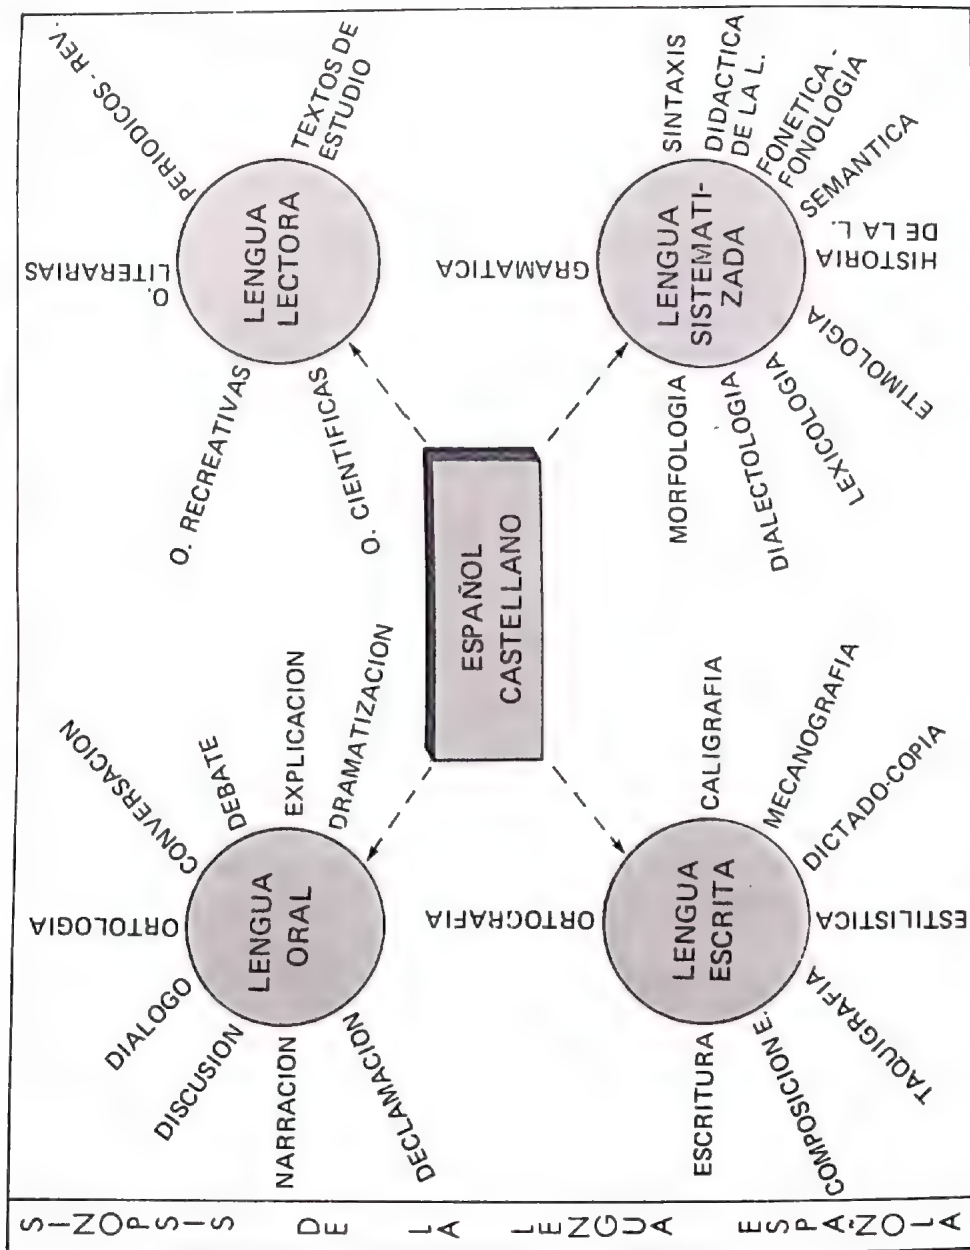 SINOPSIS DE LA LENGUA ESPAÑOLA
LENGUA
ORAL
DECLAMACION
NARRACION
DISCUSION
DIALOGO
ORTOLOGIA
CONVERSACION
DEBATE
EXPLICACION
DRAMATIZACION
LENGUA
LECTORA
O. CIENTIFICAS
O. RECREATIVAS
O.
LITERARIAS
PERIODICOS - REV.
TEXTOS DE
ESTUDIO
ESPAÑOL
CASTELLANO
LENGUA
ESCRITA
ORTOGRAFIA
CALIGRAFIA
MECANOGRAFIA
DICTADO-COPIA
ESTILISTICA
TAQUIGRAFIA
COMPOSICION E.
ESCRITURA
LENGUA
SISTEMATI-
ZADA
GRAMATICA
SINTAXIS
DIDACTICA
DE LA L.
FONETICA -
FONOLOGIA
SEMANTICA
HISTORIA
DE LA L.
ETIMOLOGIA
LEXICOLOGIA
DIALECTOLOGIA
MORFOLOGIA